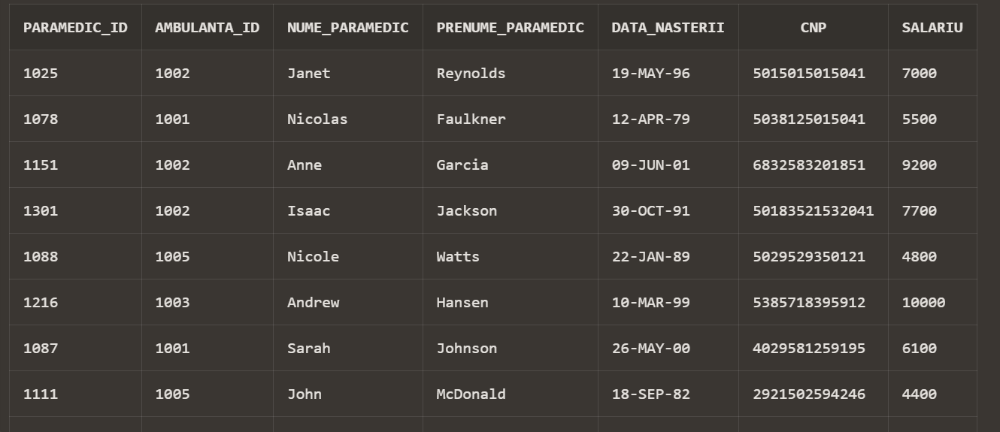 PARAMEDIC_ID AMBULANTA_ID NUME_PARAMEDIC PRENUME_PARAMEDIC DATA_NASTERII CNP SALARIU
1025 1002 Janet Reynolds 19-MAY-96 5015015015041 7000
1078 1001 Nicolas Faulkner 12-APR-79 5038125015041 5500
1151 1002 Anne Garcia 09-JUN-01 6832583201851 9200
1301 1002 Isaac Jackson 30-OCT-91 50183521532041 7700
1088 1005 Nicole Watts 22-JAN-89 5029529350121 4800
1216 1003 Andrew Hansen 10-MAR-99 5385718395912 10000
1087 1001 Sarah Johnson 26-MAY-00 4029581259195 6100
1111 1005 John McDonald 18-SEP-82 2921502594246 4400